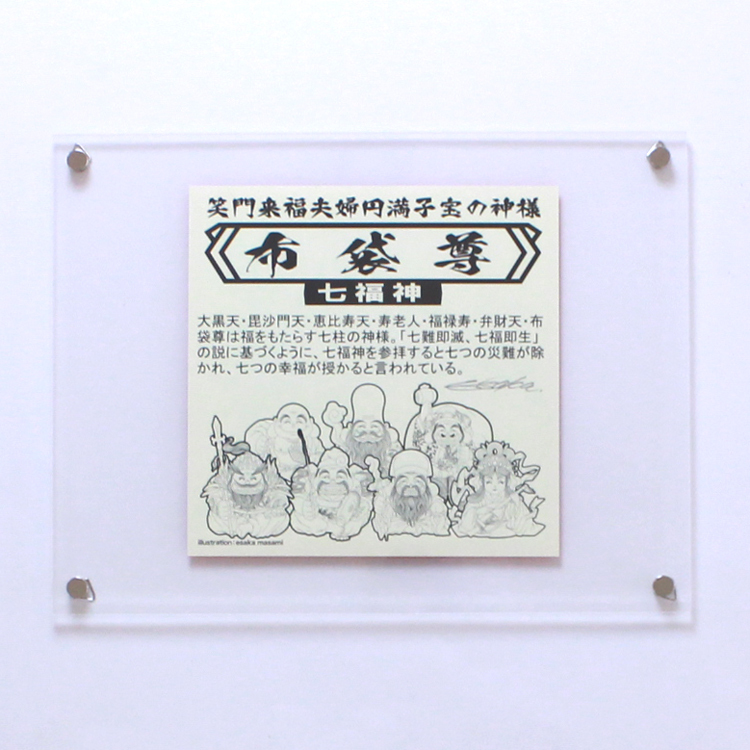 笑門来福夫婦円満子宝の神様
布袋尊
七福神
大黒天・毘沙門天・恵比寿天・寿老人・福禄寿・弁財天・布
袋尊は福をもたらす七柱の神様。「七難即滅、七福即生」
の説に基づくように、七福神を参拝すると七つの災難が除
かれ、七つの幸福が授かると言われている。
illustration : esaka masami